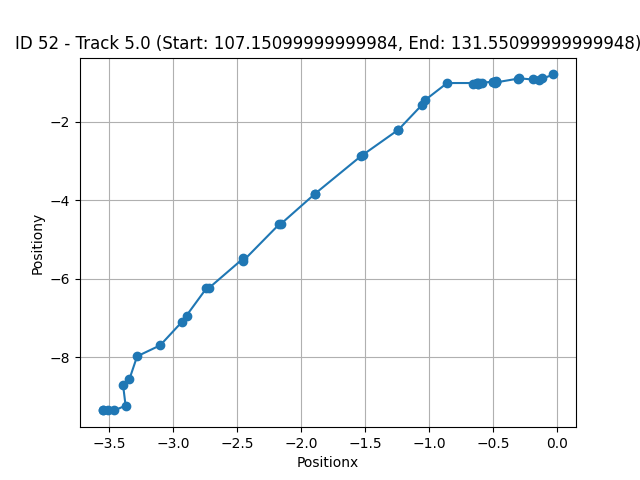 ID 52 - Track 5.0 (Start: 107.15099999999984, End: 131.55099999999948)
−2
−4
−6
−8
Positiony
−3.5 −3.0 −2.5 −2.0 −1.5 −1.0 −0.5 0.0
Positionx